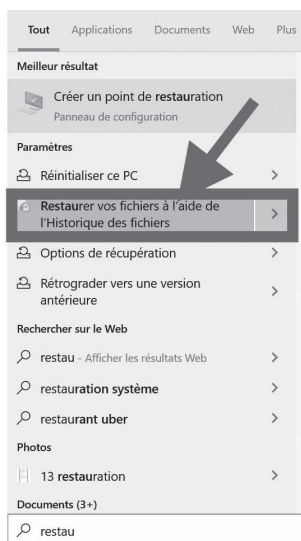 Tout Applications Documents Web Plus
Meilleur résultat
Créer un point de restauration
Panneau de configuration
Paramètres
Réinitialiser ce PC
Restaurer vos fichiers à l'aide de
l'Historique des fichiers
Options de récupération
Rétrograder vers une version
antérieure
Rechercher sur le Web
restau - Afficher les résultats Web
restauration système
restaurant uber
Photos
13 restauration
Documents (3+)
restau